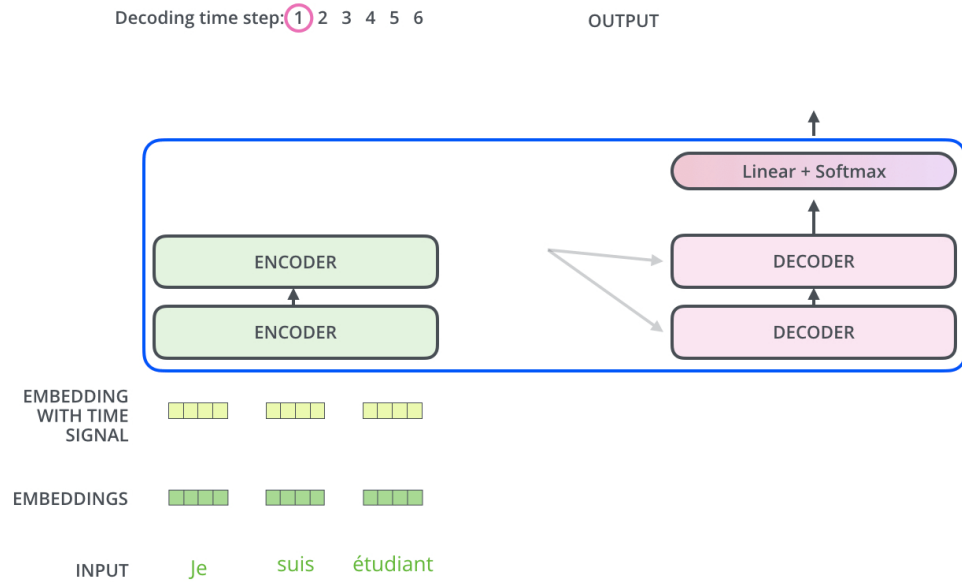 Decoding time step: 1 2 3 4 5 6
OUTPUT
Linear + Softmax
ENCODER
DECODER
ENCODER
DECODER
EMBEDDING
WITH TIME
SIGNAL
EMBEDDINGS
INPUT
Je suis étudiant